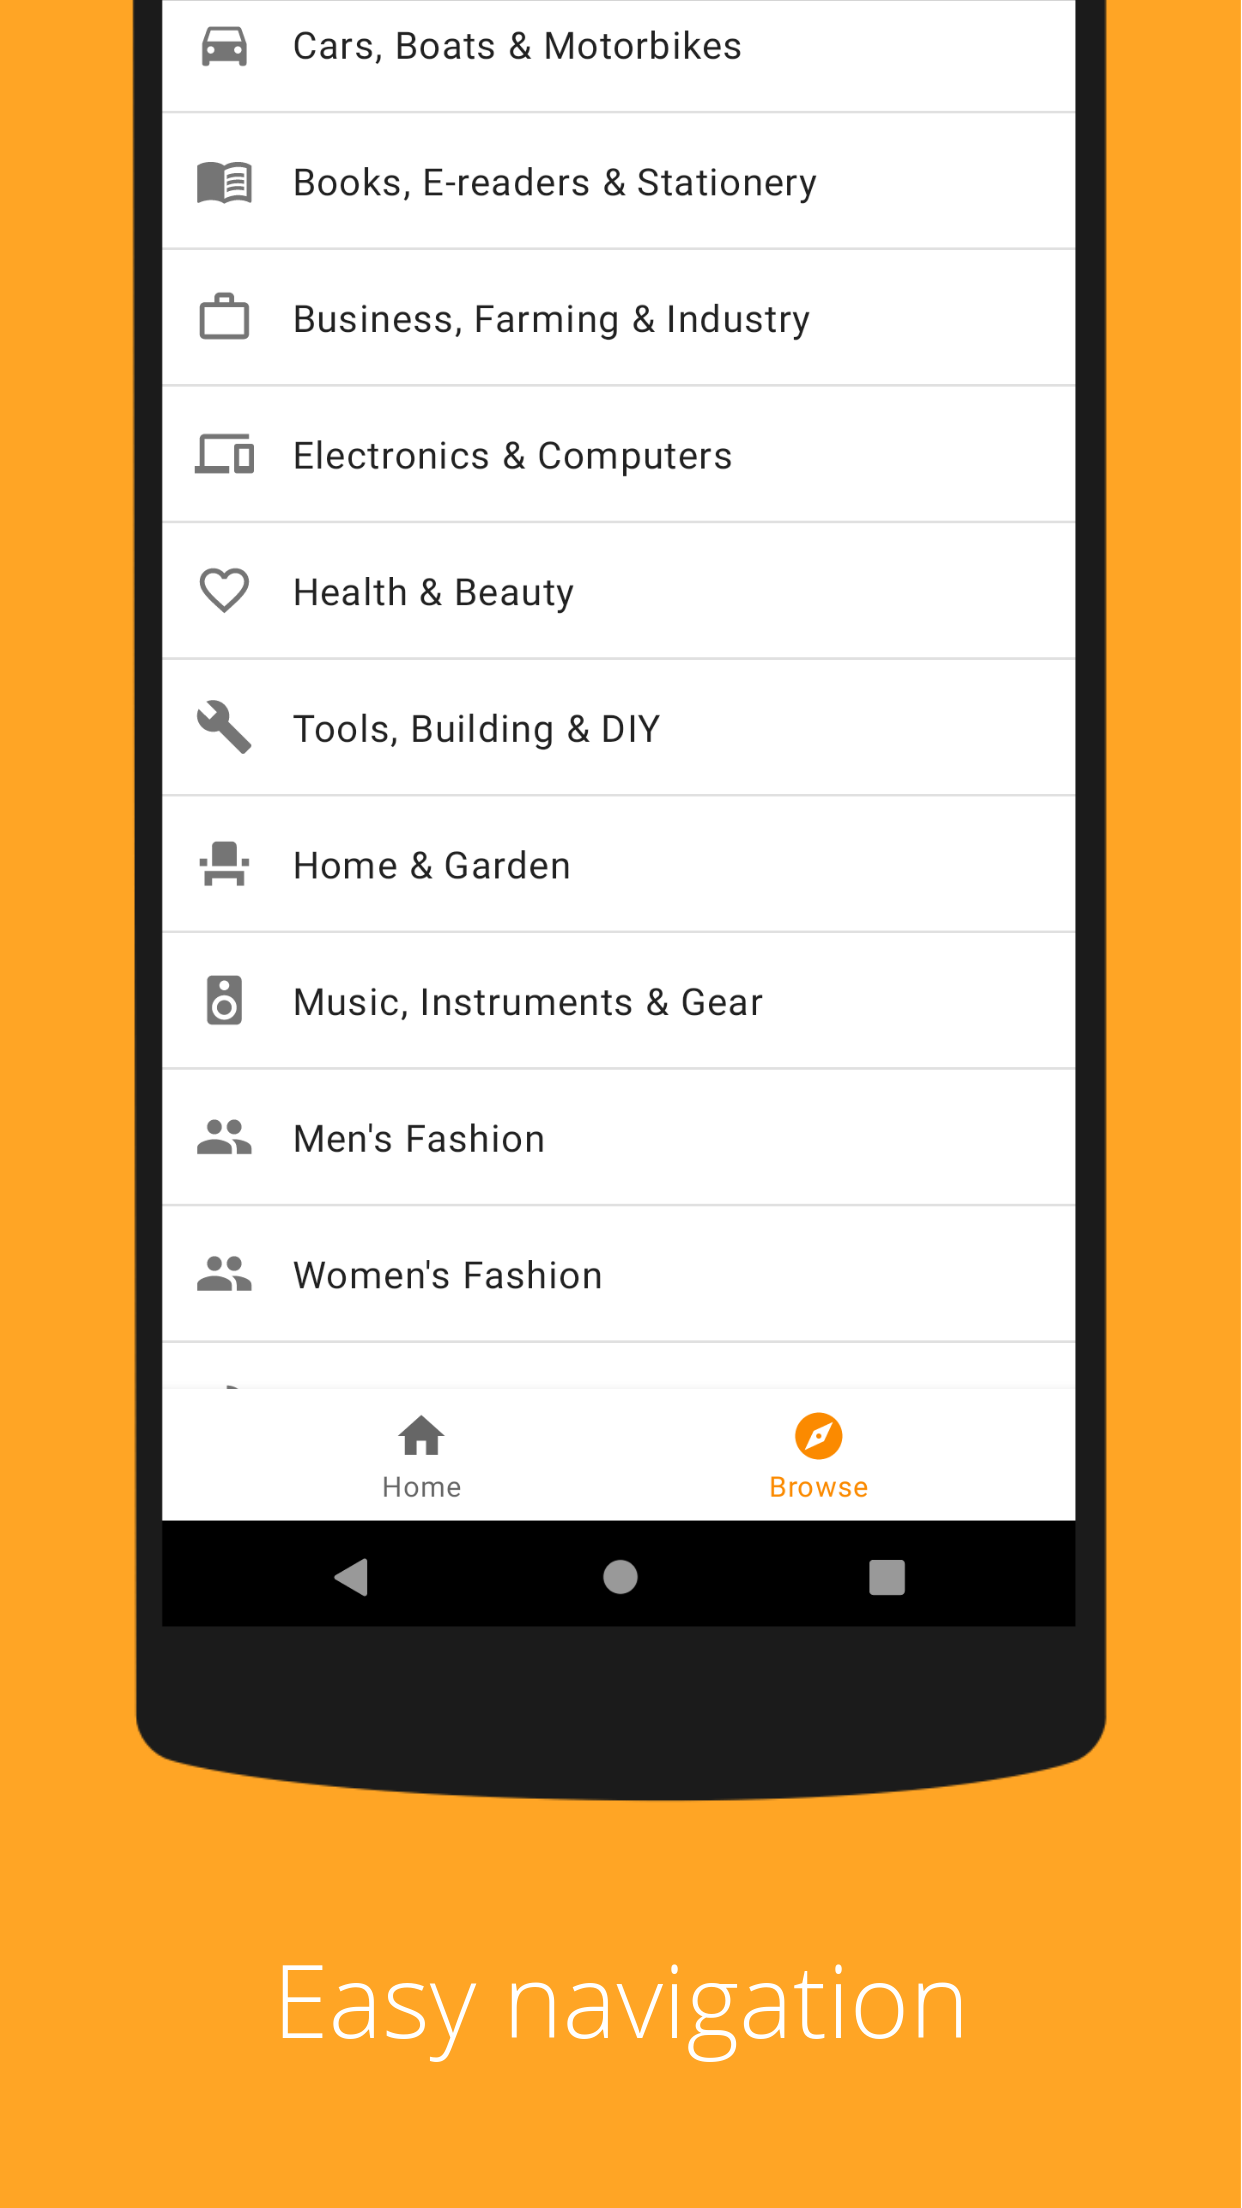 Cars, Boats & Motorbikes
Books, E-readers & Stationery
Business, Farming & Industry
Electronics & Computers
Health & Beauty
Tools, Building & DIY
Home & Garden
Music, Instruments & Gear
Men's Fashion
Women's Fashion
Home
Browse
Easy navigation